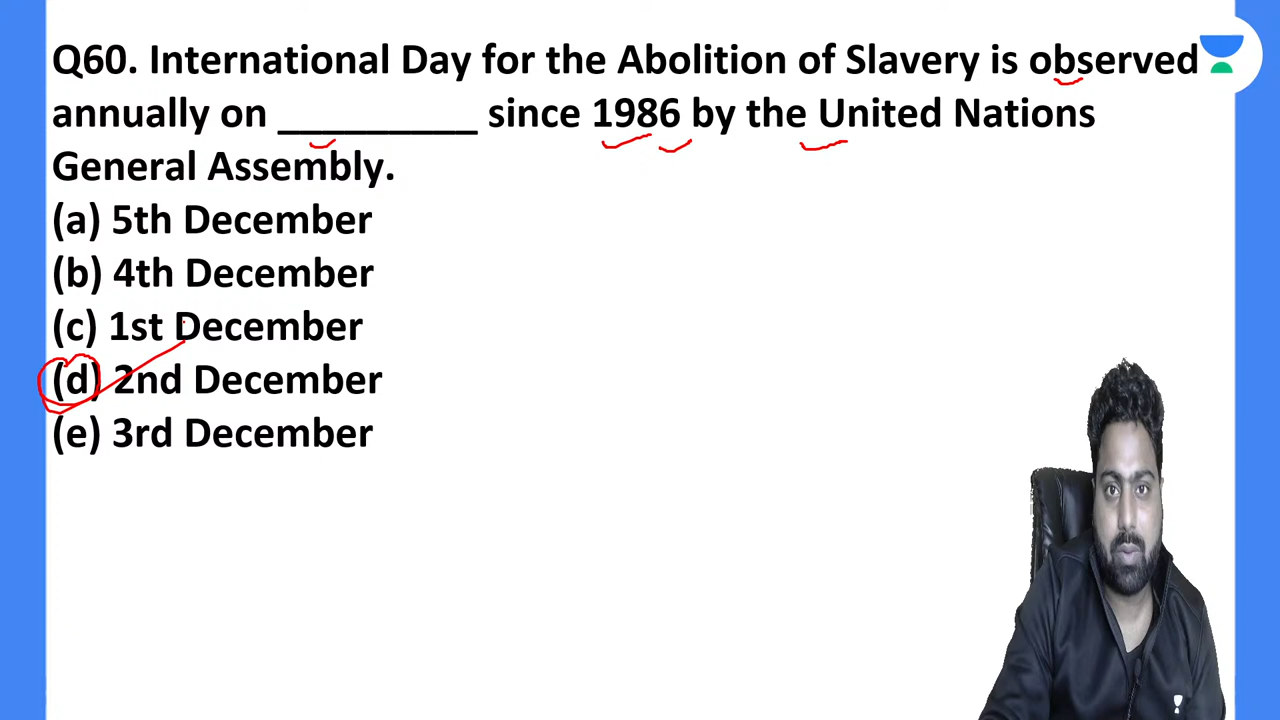 Q60. International Day for the Abolition of Slavery is observed
annually on _________ since 1986 by the United Nations
General Assembly.
(a) 5th December
(b) 4th December
(c) 1st December
(d) 2nd December
(e) 3rd December